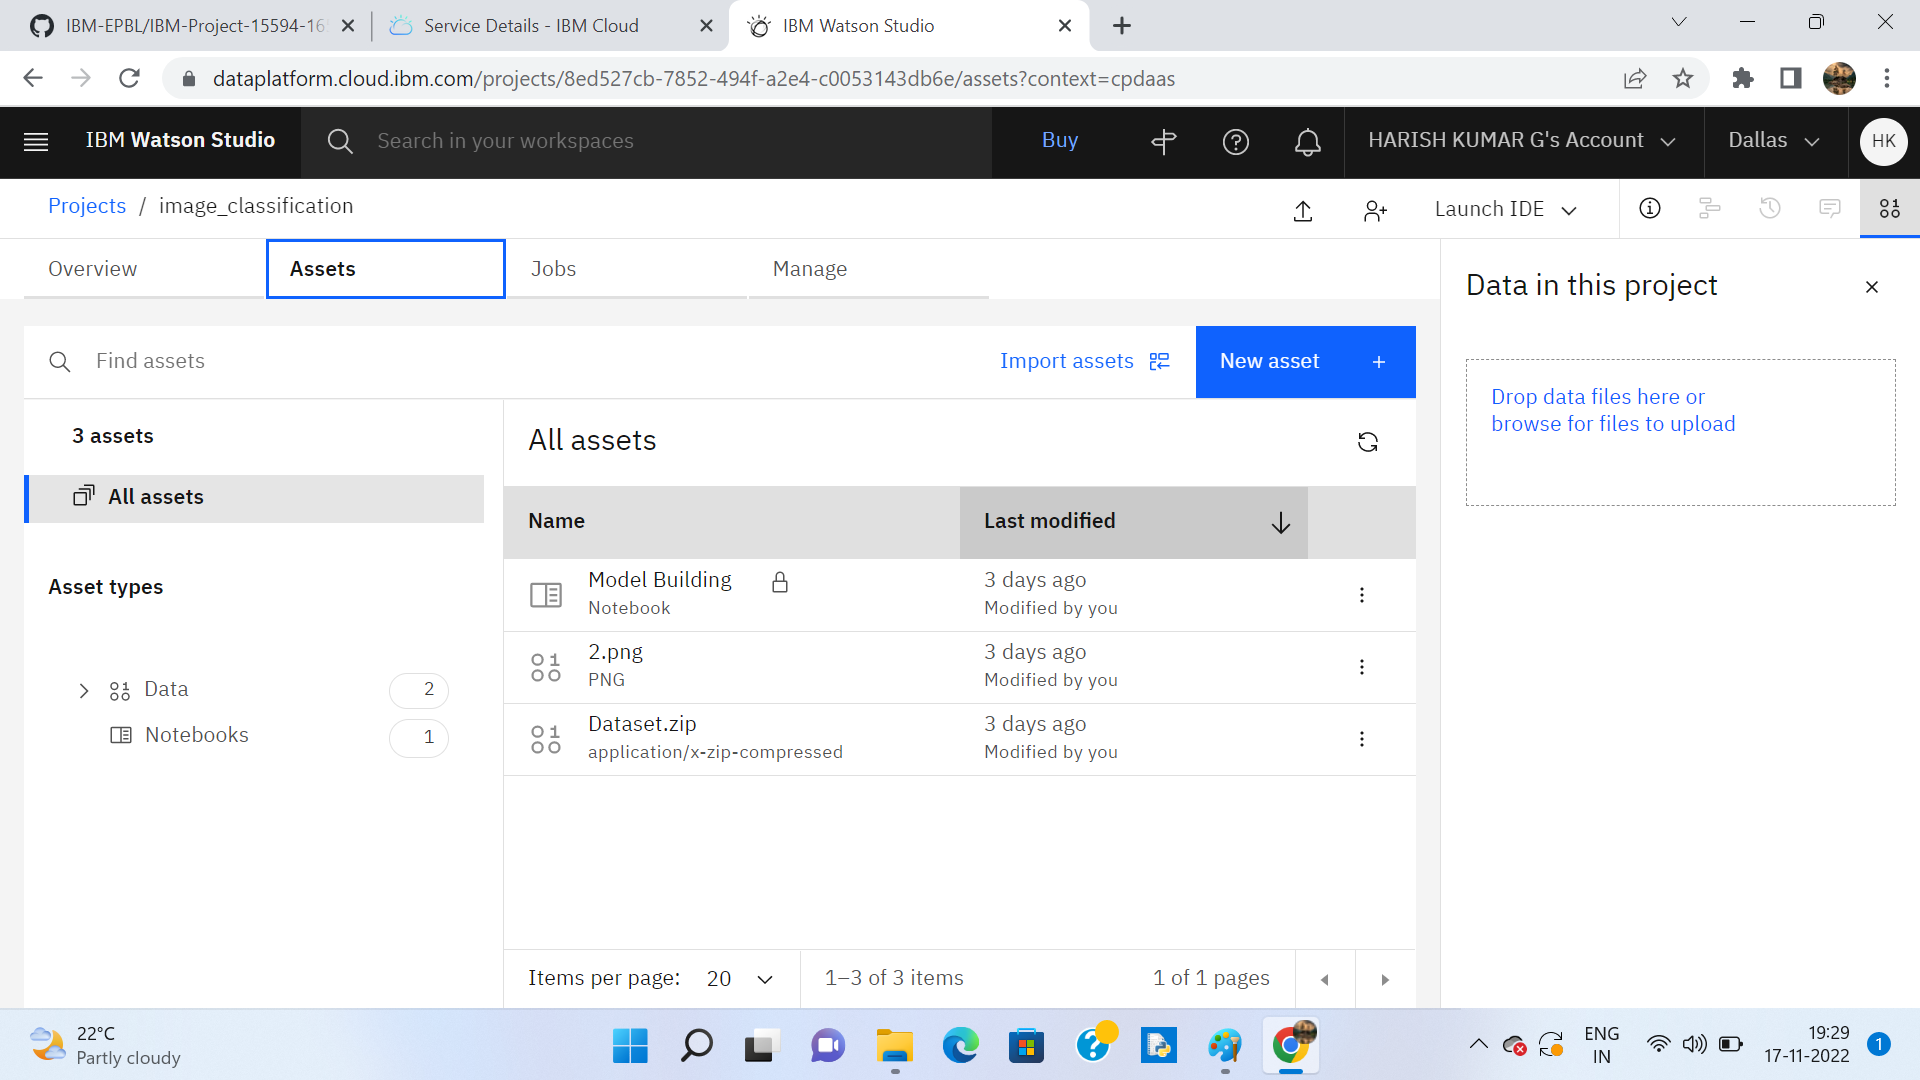 IBM-EPBL/IBM-Project-15594-16
Service Details - IBM Cloud
IBM Watson Studio
dataplatform.cloud.ibm.com/projects/8ed527cb-7852-494f-a2e4-c0053143db6e/assets?context=cpdaas
IBM Watson Studio
Search in your workspaces
Buy
HARISH KUMAR G's Account
Dallas
HK
Projects / image_classification
Launch IDE
Overview
Assets
Jobs
Manage
Data in this project
Drop data files here or
browse for files to upload
Find assets
Import assets
New asset
3 assets
All assets
Asset types
Data 2
Notebooks 1
All assets
Name
Last modified
Model Building
Notebook
3 days ago
Modified by you
2.png
PNG
3 days ago
Modified by you
Dataset.zip
application/x-zip-compressed
3 days ago
Modified by you
Items per page: 20
1–3 of 3 items
1 of 1 pages
22°C
Partly cloudy
ENG
IN
19:29
17-11-2022
1